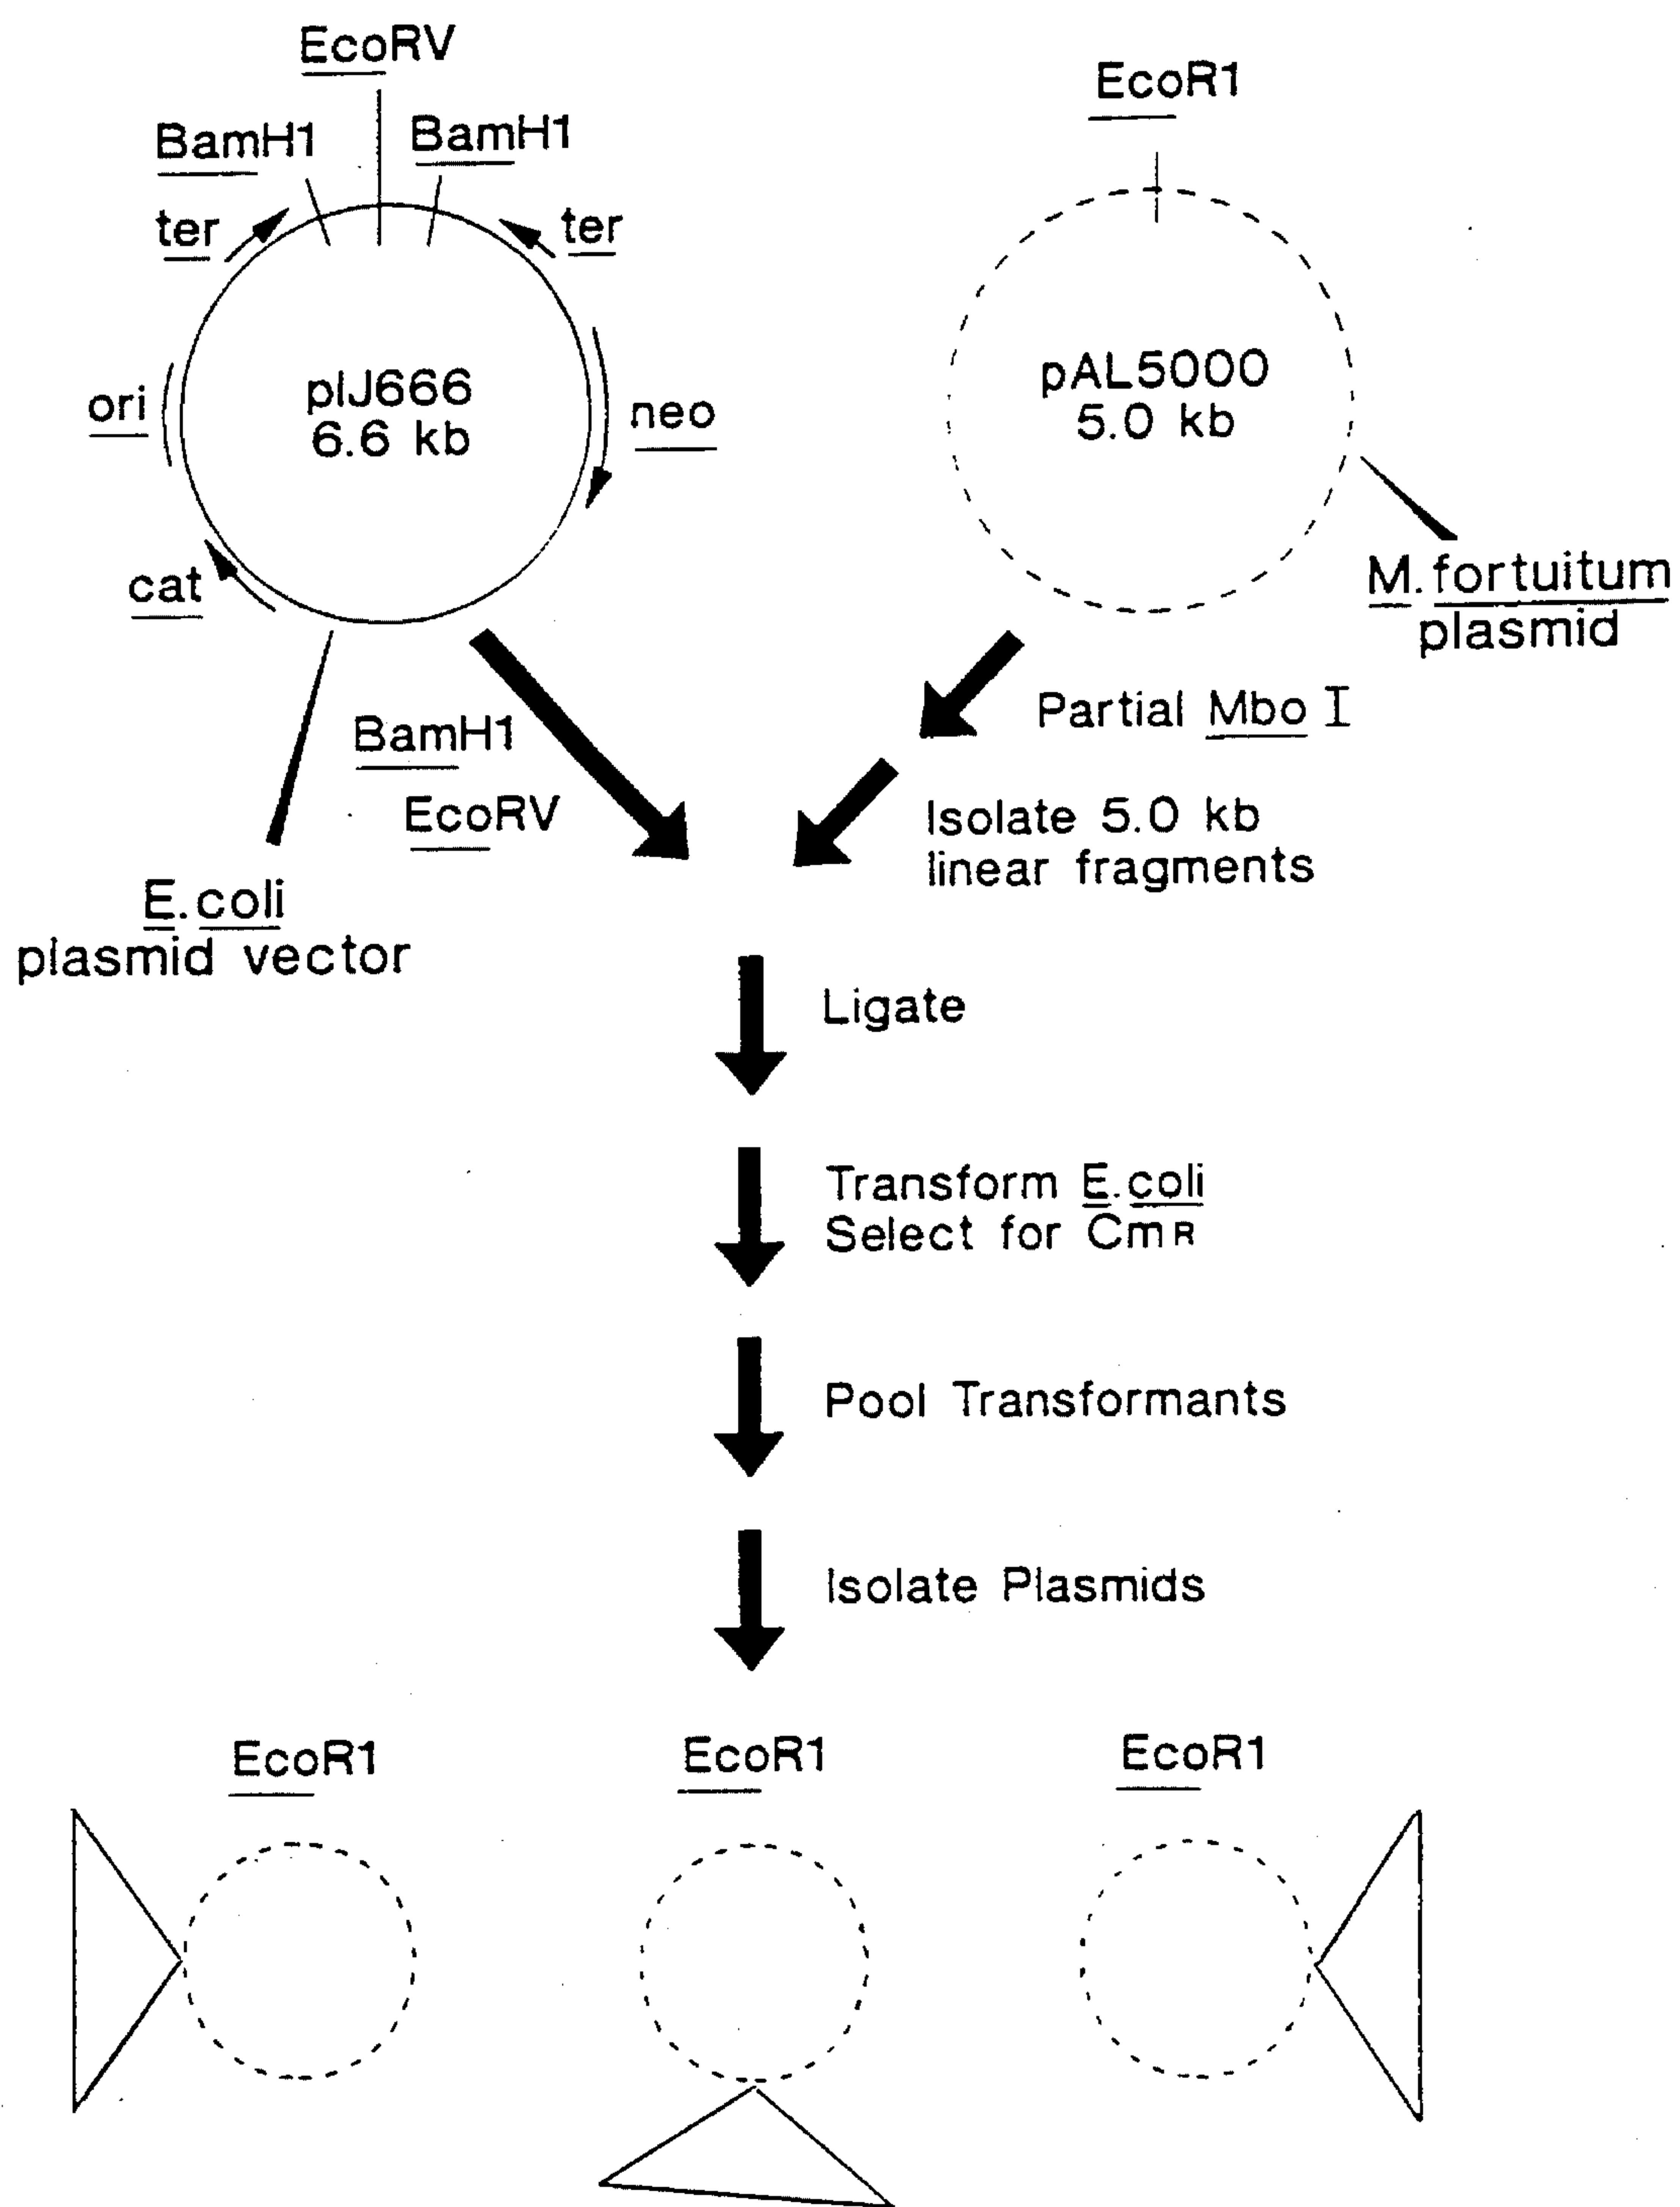 EcoRV
BamH1
BamH1
ter
ter
ori
pIJ666
6.6 kb
neo
cat
E.coli
plasmid vector
EcoR1
pAL5000
5.0 kb
M.fortuitum
plasmid
BamH1
EcoRV
Partial Mbo I
Isolate 5.0 kb
linear fragments
Ligate
Transform E.coli
Select for CmR
Pool Transformants
Isolate Plasmids
EcoR1
EcoR1
EcoR1